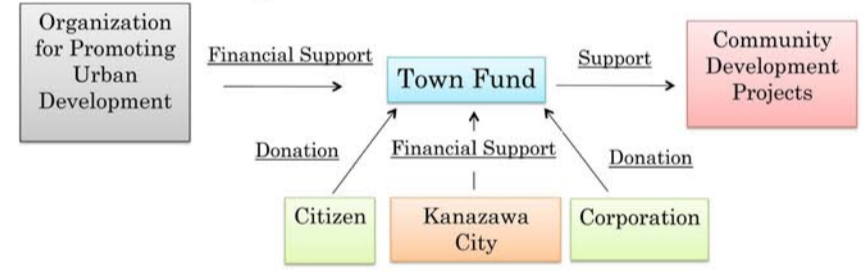 Organization
for Promoting
Urban
Development
Financial Support
Town Fund
Support
Community
Development
Projects
Donation
Financial Support
Donation
Citizen
Kanazawa
City
Corporation